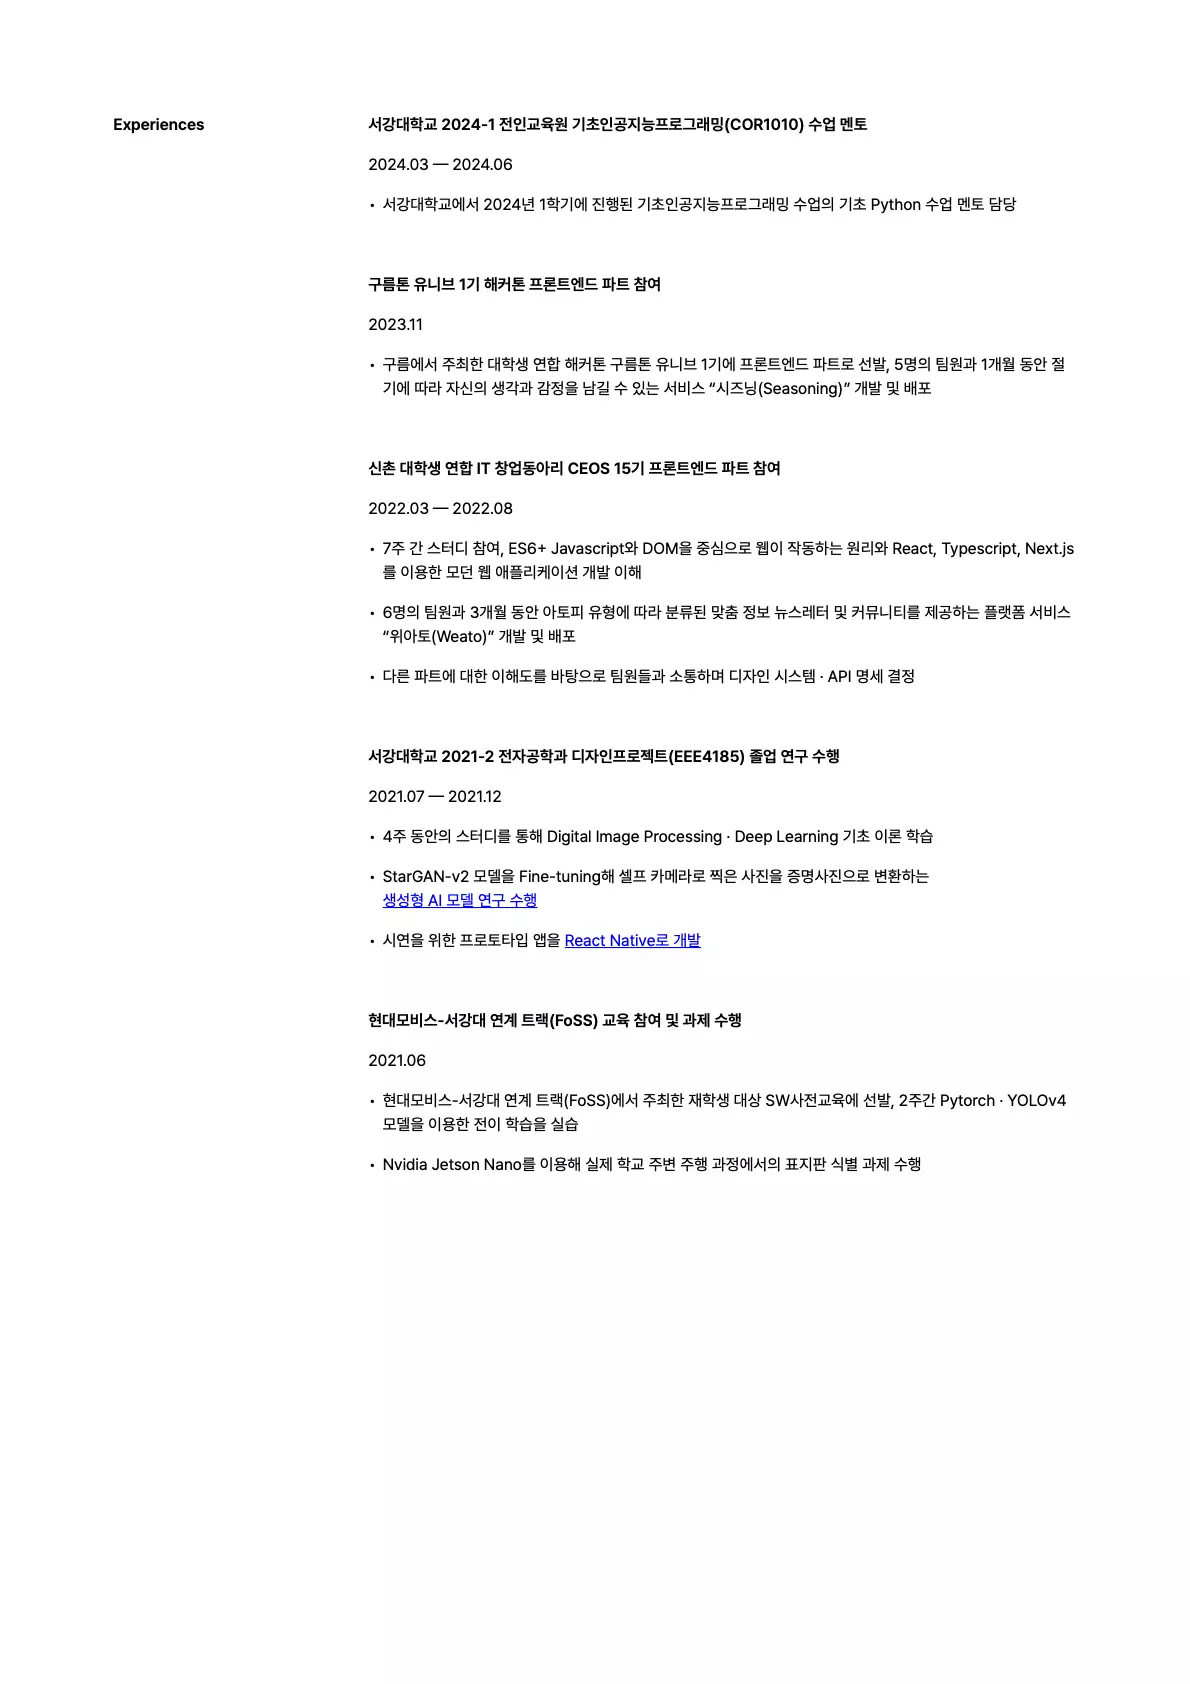 Experiences
서강대학교 2024-1 전인교육원 기초인공지능프로그래밍(COR1010) 수업 멘토
2024.03 — 2024.06
• 서강대학교에서 2024년 1학기에 진행된 기초인공지능프로그래밍 수업의 기초 Python 수업 멘토 담당
구름톤 유니브 1기 해커톤 프론트엔드 파트 참여
2023.11
• 구름에서 주최한 대학생 연합 해커톤 구름톤 유니브 1기에 프론트엔드 파트로 선발, 5명의 팀원과 1개월 동안 절
기에 따라 자신의 생각과 감정을 남길 수 있는 서비스 “시즈닝(Seasoning)” 개발 및 배포
신촌 대학생 연합 IT 창업동아리 CEOS 15기 프론트엔드 파트 참여
2022.03 — 2022.08
• 7주 간 스터디 참여, ES6+ Javascript와 DOM을 중심으로 웹이 작동하는 원리와 React, Typescript, Next.js
를 이용한 모던 웹 애플리케이션 개발 이해
• 6명의 팀원과 3개월 동안 아토피 유형에 따라 분류된 맞춤 정보 뉴스레터 및 커뮤니티를 제공하는 플랫폼 서비스
“위아토(Weato)” 개발 및 배포
• 다른 파트에 대한 이해도를 바탕으로 팀원들과 소통하며 디자인 시스템 · API 명세 결정
서강대학교 2021-2 전자공학과 디자인프로젝트(EEE4185) 졸업 연구 수행
2021.07 — 2021.12
• 4주 동안의 스터디를 통해 Digital Image Processing · Deep Learning 기초 이론 학습
• StarGAN-v2 모델을 Fine-tuning해 셀프 카메라로 찍은 사진을 증명사진으로 변환하는
생성형 AI 모델 연구 수행
• 시연을 위한 프로토타입 앱을 React Native로 개발
현대모비스-서강대 연계 트랙(FoSS) 교육 참여 및 과제 수행
2021.06
• 현대모비스-서강대 연계 트랙(FoSS)에서 주최한 재학생 대상 SW사전교육에 선발, 2주간 Pytorch · YOLOv4
모델을 이용한 전이 학습을 실습
• Nvidia Jetson Nano를 이용해 실제 학교 주변 주행 과정에서의 표지판 식별 과제 수행